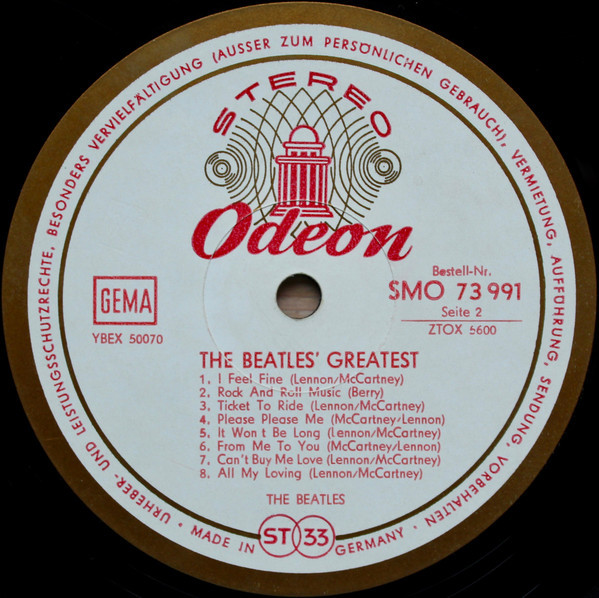 URHEBER- UND LEISTUNGSSCHUTZRECHTE, BESONDERS VERVIELFÄLTIGUNG (AUSSER ZUM PERSÖNLICHEN GEBRAUCH), VERMIETUNG, AUFFÜHRUNG, SENDUNG, VORBEHALTEN
STEREO
Odeon
GEMA
YBEX 50070
Bestell-Nr.
SMO 73 991
Seite 2
ZTOX 5600
THE BEATLES' GREATEST
1. I Feel Fine (Lennon/McCartney)
2. Rock And Roll Music (Berry)
3. Ticket To Ride (Lennon/McCartney)
4. Please Please Me (McCartney/Lennon)
5. It Won t Be Long (Lennon/McCartney)
6. From Me To You (McCartney/Lennon)
7. Can't Buy Me Love (Lennon/McCartney)
8. All My Loving (Lennon/McCartney)
THE BEATLES
• MADE IN ST 33 GERMANY •